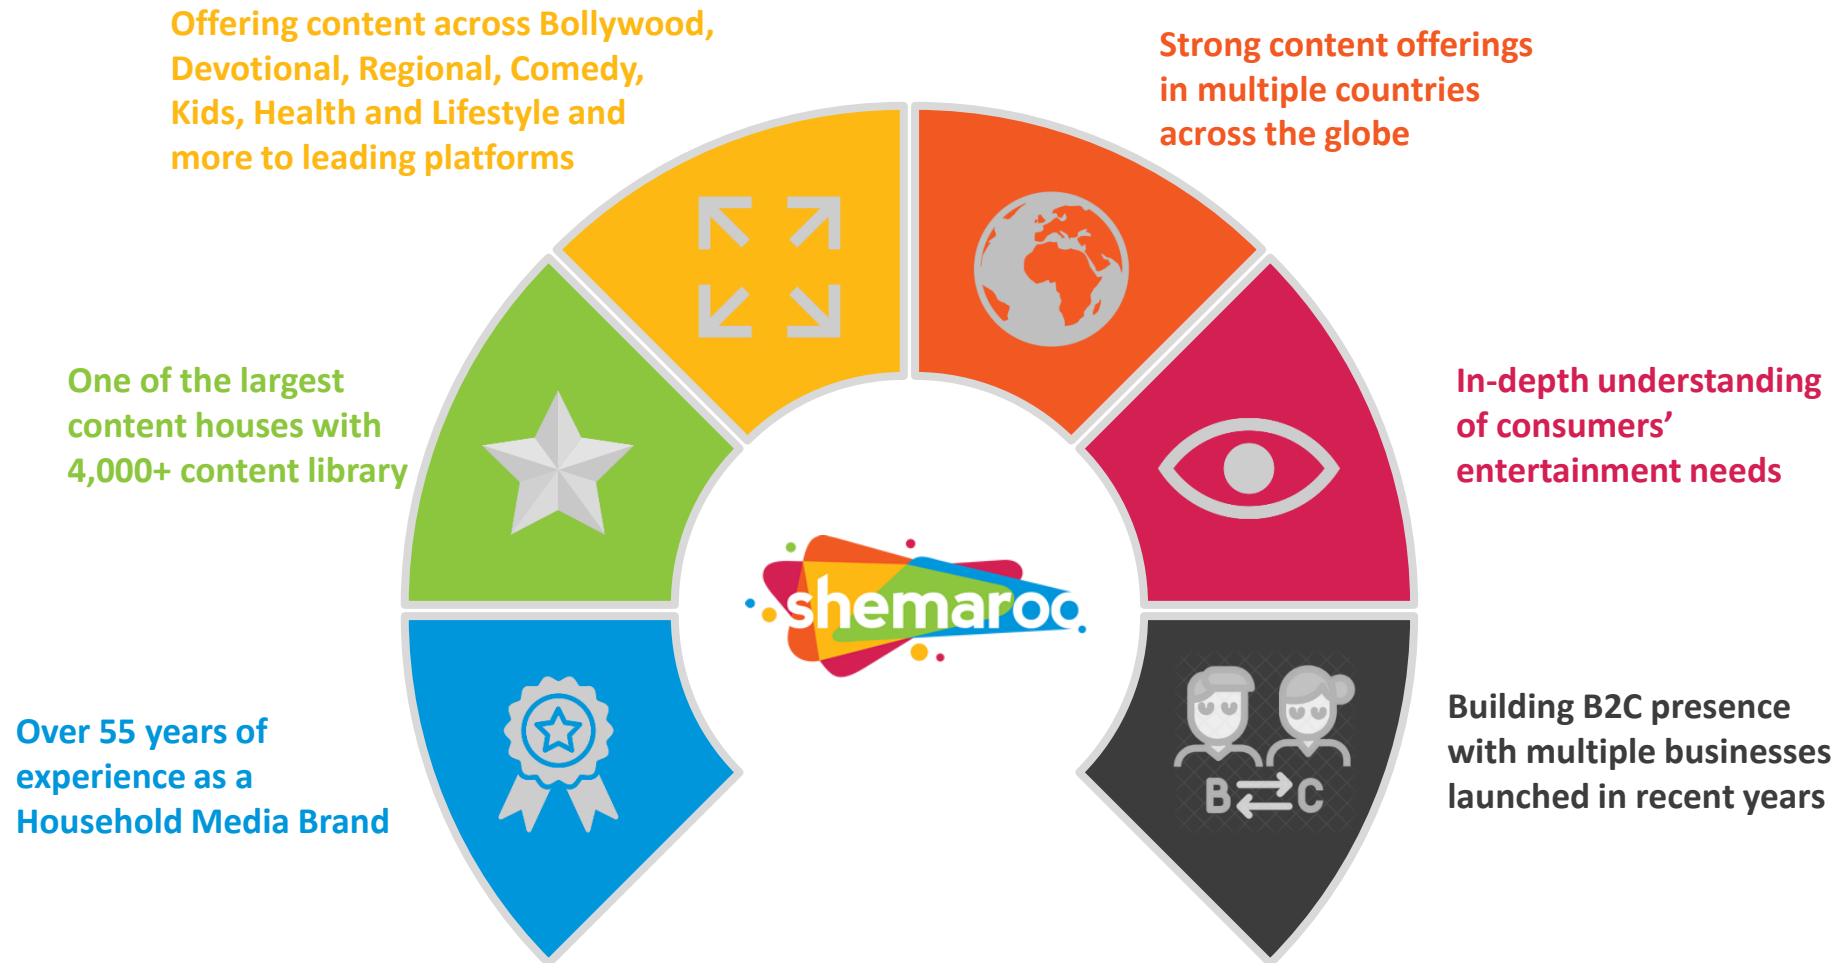 Offering content across Bollywood,
Devotional, Regional, Comedy,
Kids, Health and Lifestyle and
more to leading platforms
Strong content offerings
in multiple countries
across the globe
One of the largest
content houses with
4,000+ content library
In-depth understanding
of consumers’
entertainment needs
shemaroo
Over 55 years of
experience as a
Household Media Brand
Building B2C presence
with multiple businesses
launched in recent years
B C